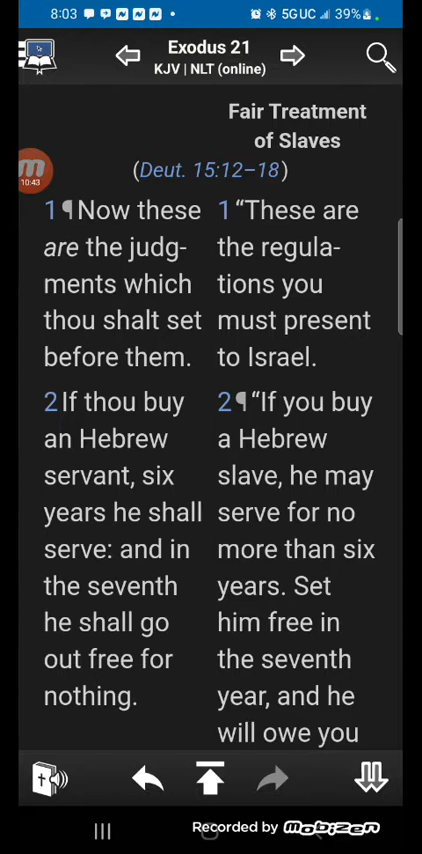 8:03 5GUC 39%
Exodus 21
KJV | NLT (online)
Fair Treatment
of Slaves
(Deut. 15:12–18)
m
10:43
1 ¶Now these
are the judg-
ments which
thou shalt set
before them.
1 “These are
the regula-
tions you
must present
to Israel.
2 If thou buy
an Hebrew
servant, six
years he shall
serve: and in
the seventh
he shall go
out free for
nothing.
2 ¶ “If you buy
a Hebrew
slave, he may
serve for no
more than six
years. Set
him free in
the seventh
year, and he
will owe you
Recorded by mobizen